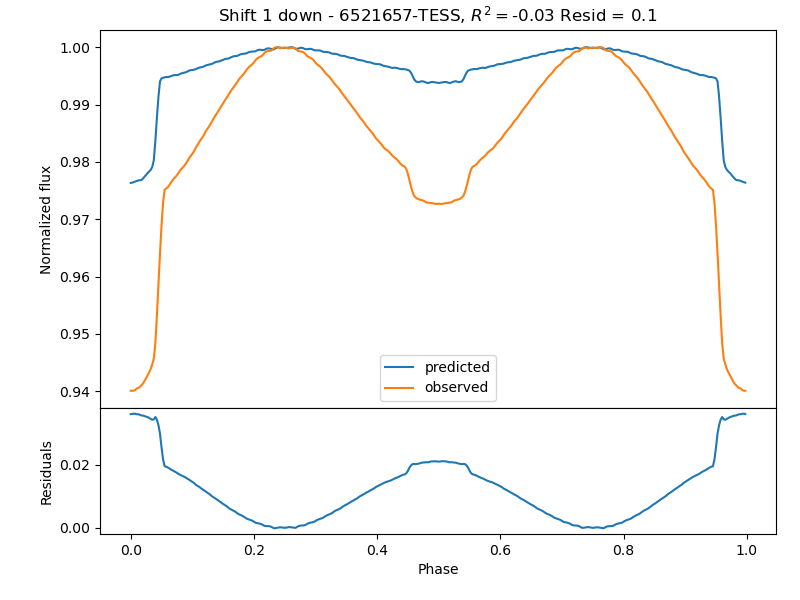 Shift 1 down - 6521657-TESS, $R^2=$-0.03 Resid = 0.1
Normalized flux
1.00
0.99
0.98
0.97
0.96
0.95
0.94
predicted
observed
Residuals
0.02
0.00
0.0 0.2 0.4 0.6 0.8 1.0
Phase